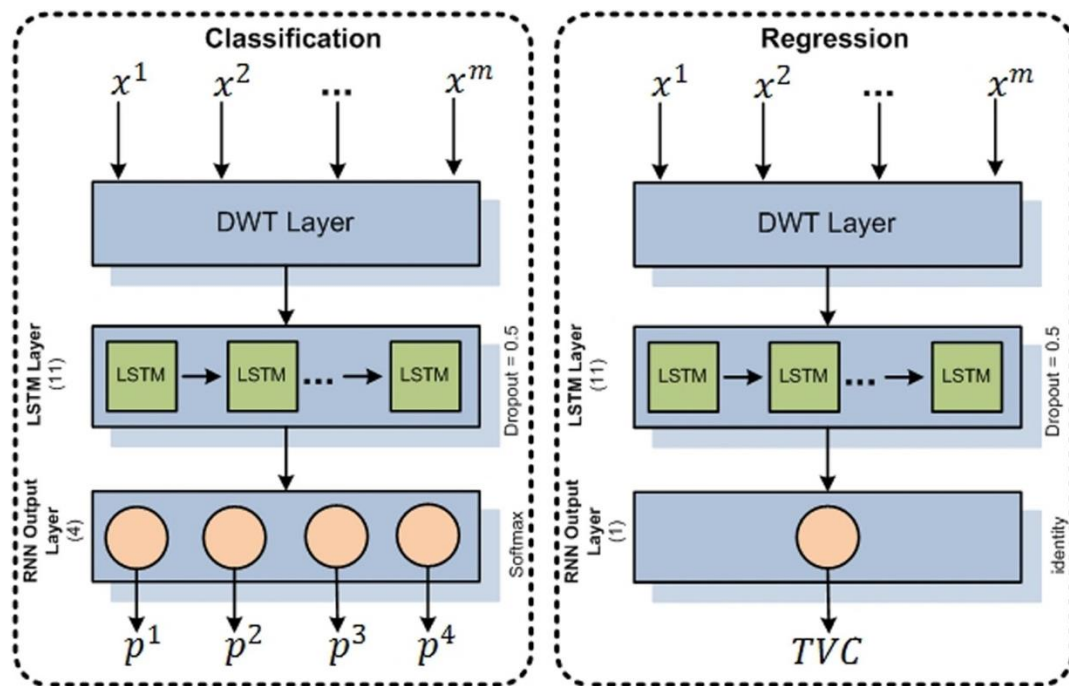 Classification
x¹ x² ... xᵐ
DWT Layer
LSTM Layer
(11)
LSTM LSTM ... LSTM
Dropout = 0.5
RNN Output
Layer
(4)
Softmax
p¹ p² p³ p⁴
Regression
x¹ x² ... xᵐ
DWT Layer
LSTM Layer
(11)
LSTM LSTM ... LSTM
Dropout = 0.5
RNN Output
Layer
(1)
identity
TVC